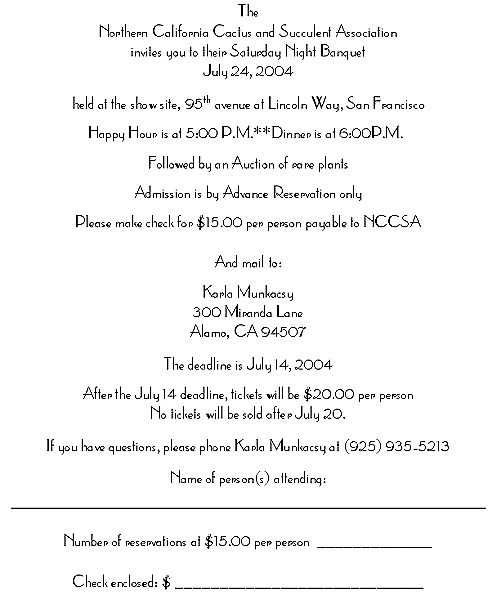 The
Northern California Cactus and Succulent Association
invites you to their Saturday Night Banquet
July 24, 2004
held at the show site, 95th avenue at Lincoln Way, San Francisco
Happy Hour is at 5:00 P.M.**Dinner is at 6:00P.M.
Followed by an Auction of rare plants
Admission is by Advance Reservation only
Please make check for $15.00 per person payable to NCCSA
And mail to:
Karla Munkacsy
300 Miranda Lane
Alamo, CA 94507
The deadline is July 14, 2004
After the July 14 deadline, tickets will be $20.00 per person
No tickets will be sold after July 20.
If you have questions, please phone Karla Munkacsy at (925) 935-5213
Name of person(s) attending:
Number of reservations at $15.00 per person ______________
Check enclosed: $ ______________________________